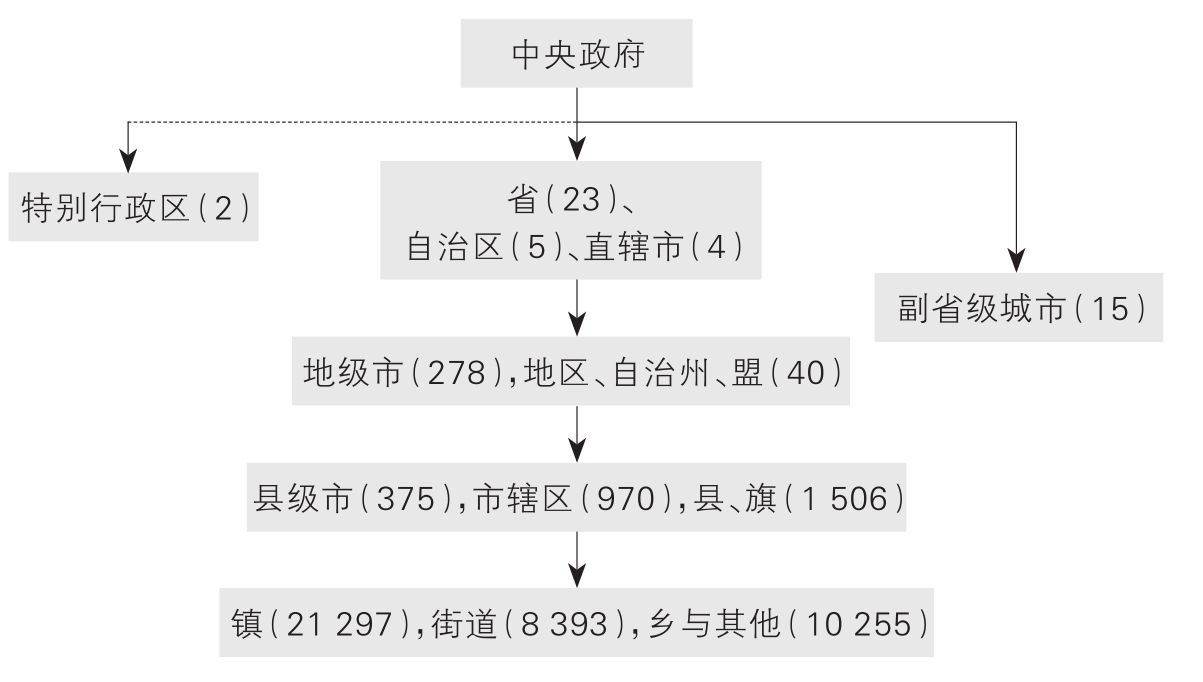 中央政府
特别行政区(2)
省(23)、
自治区(5)、直辖市(4)
副省级城市(15)
地级市(278),地区、自治州、盟(40)
县级市(375),市辖区(970),县、旗(1 506)
镇(21 297),街道(8 393),乡与其他(10 255)